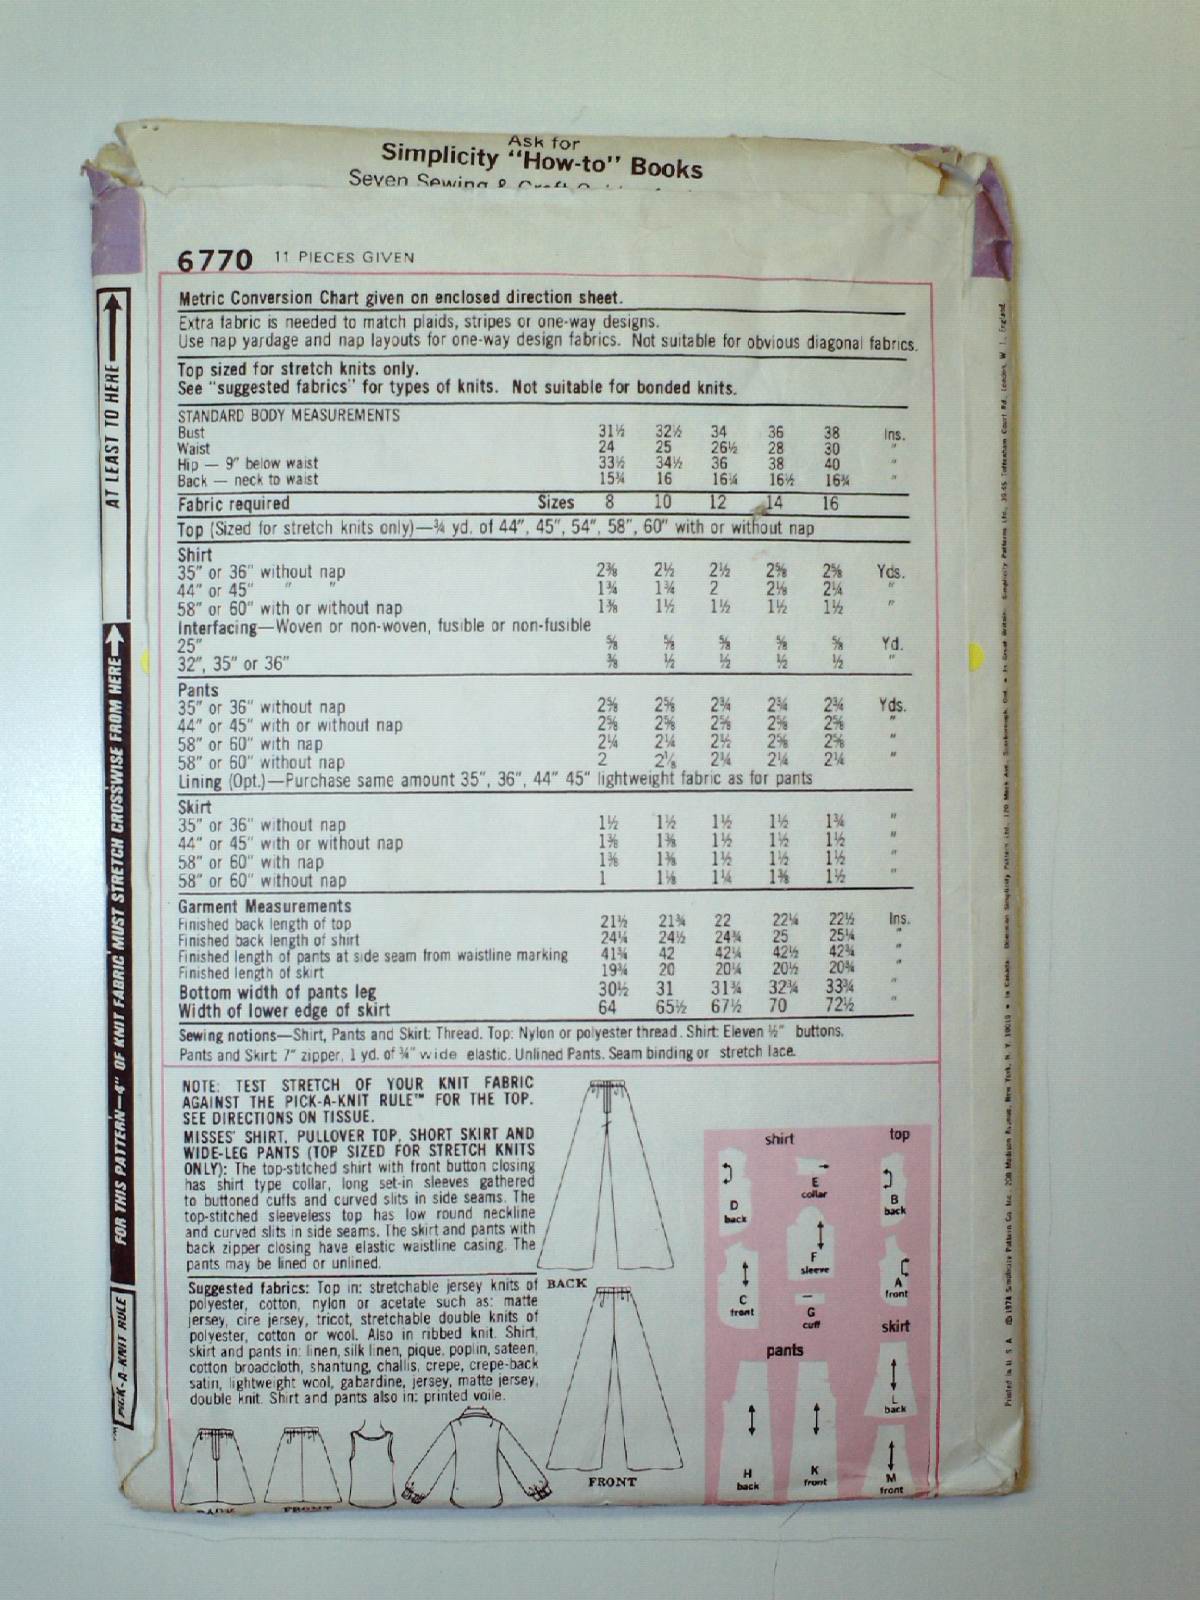 Ask for
Simplicity "How-to" Books
Seven Sewing &
6770 11 PIECES GIVEN
Metric Conversion Chart given on enclosed direction sheet.
Extra fabric is needed to match plaids, stripes or one-way designs.
Use nap yardage and nap layouts for one-way design fabrics. Not suitable for obvious diagonal fabrics.
Top sized for stretch knits only.
See "suggested fabrics" for types of knits. Not suitable for bonded knits.
STANDARD BODY MEASUREMENTS
Bust 31½ 32½ 34 36 38 Ins.
Waist 24 25 26½ 28 30 "
Hip — 9" below waist 33½ 34½ 36 38 40 "
Back — neck to waist 15¾ 16 16¼ 16½ 16¾ "
Fabric required Sizes 8 10 12 14 16
Top (Sized for stretch knits only)—¾ yd. of 44", 45", 54", 58", 60" with or without nap
Shirt
35" or 36" without nap 2⅜ 2½ 2½ 2⅝ 2⅝ Yds.
44" or 45" " " 1¾ 1¾ 2 2⅛ 2¼ "
58" or 60" with or without nap 1⅜ 1½ 1½ 1½ 1½ "
Interfacing—Woven or non-woven, fusible or non-fusible
25" ⅝ ⅝ ⅝ ⅝ ⅝ Yd.
32", 35" or 36" ⅜ ½ ½ ½ ½ "
Pants
35" or 36" without nap 2⅝ 2⅝ 2¾ 2¾ 2¾ Yds.
44" or 45" with or without nap 2⅝ 2⅝ 2⅝ 2⅝ 2⅝ "
58" or 60" with nap 2¼ 2¼ 2½ 2⅝ 2⅝ "
58" or 60" without nap 2 2⅛ 2¼ 2¼ 2¼ "
Lining (Opt.)—Purchase same amount 35", 36", 44" 45" lightweight fabric as for pants
Skirt
35" or 36" without nap 1½ 1½ 1½ 1½ 1¾ "
44" or 45" with or without nap 1⅜ 1⅜ 1½ 1½ 1½ "
58" or 60" with nap 1⅜ 1⅜ 1½ 1½ 1½ "
58" or 60" without nap 1 1⅛ 1¼ 1⅜ 1½ "
Garment Measurements
Finished back length of top 21½ 21¾ 22 22¼ 22½ Ins.
Finished back length of shirt 24¼ 24½ 24¾ 25 25¼ "
Finished length of pants at side seam from waistline marking 41¾ 42 42¼ 42½ 42¾ "
Finished length of skirt 19¾ 20 20¼ 20½ 20¾ "
Bottom width of pants leg 30½ 31 31¾ 32¾ 33¾ "
Width of lower edge of skirt 64 65½ 67½ 70 72½ "
Sewing notions—Shirt, Pants and Skirt: Thread. Top: Nylon or polyester thread. Shirt: Eleven ½" buttons.
Pants and Skirt: 7" zipper, 1 yd. of ¾" wide elastic. Unlined Pants. Seam binding or stretch lace.
NOTE: TEST STRETCH OF YOUR KNIT FABRIC
AGAINST THE PICK-A-KNIT RULE™ FOR THE TOP.
SEE DIRECTIONS ON TISSUE.
MISSES' SHIRT, PULLOVER TOP, SHORT SKIRT AND
WIDE-LEG PANTS (TOP SIZED FOR STRETCH KNITS
ONLY): The top-stitched shirt with front button closing
has shirt type collar, long set-in sleeves gathered
to buttoned cuffs and curved slits in side seams. The
top-stitched sleeveless top has low round neckline
and curved slits in side seams. The skirt and pants with
back zipper closing have elastic waistline casing. The
pants may be lined or unlined.
Suggested fabrics: Top in: stretchable jersey knits of
polyester, cotton, nylon or acetate such as: matte
jersey, cire jersey, tricot, stretchable double knits of
polyester, cotton or wool. Also in ribbed knit. Shirt,
skirt and pants in: linen, silk linen, pique, poplin, sateen,
cotton broadcloth, shantung, challis, crepe, crepe-back
satin, lightweight wool, gabardine, jersey, matte jersey,
double knit. Shirt and pants also in: printed voile.
BACK
FRONT
BACK
FRONT
shirt
top
D
back
E
collar
B
back
F
sleeve
C
front
A
front
G
cuff
pants
skirt
L
back
H
back
K
front
M
front
AT LEAST TO HERE
FOR THIS PATTERN—4" OF KNIT FABRIC MUST STRETCH CROSSWISE FROM HERE
PICK-A-KNIT RULE
Printed in U. S. A. © 1974 Simplicity Pattern Co. Inc., 200 Madison Avenue, New York, N. Y. 10016